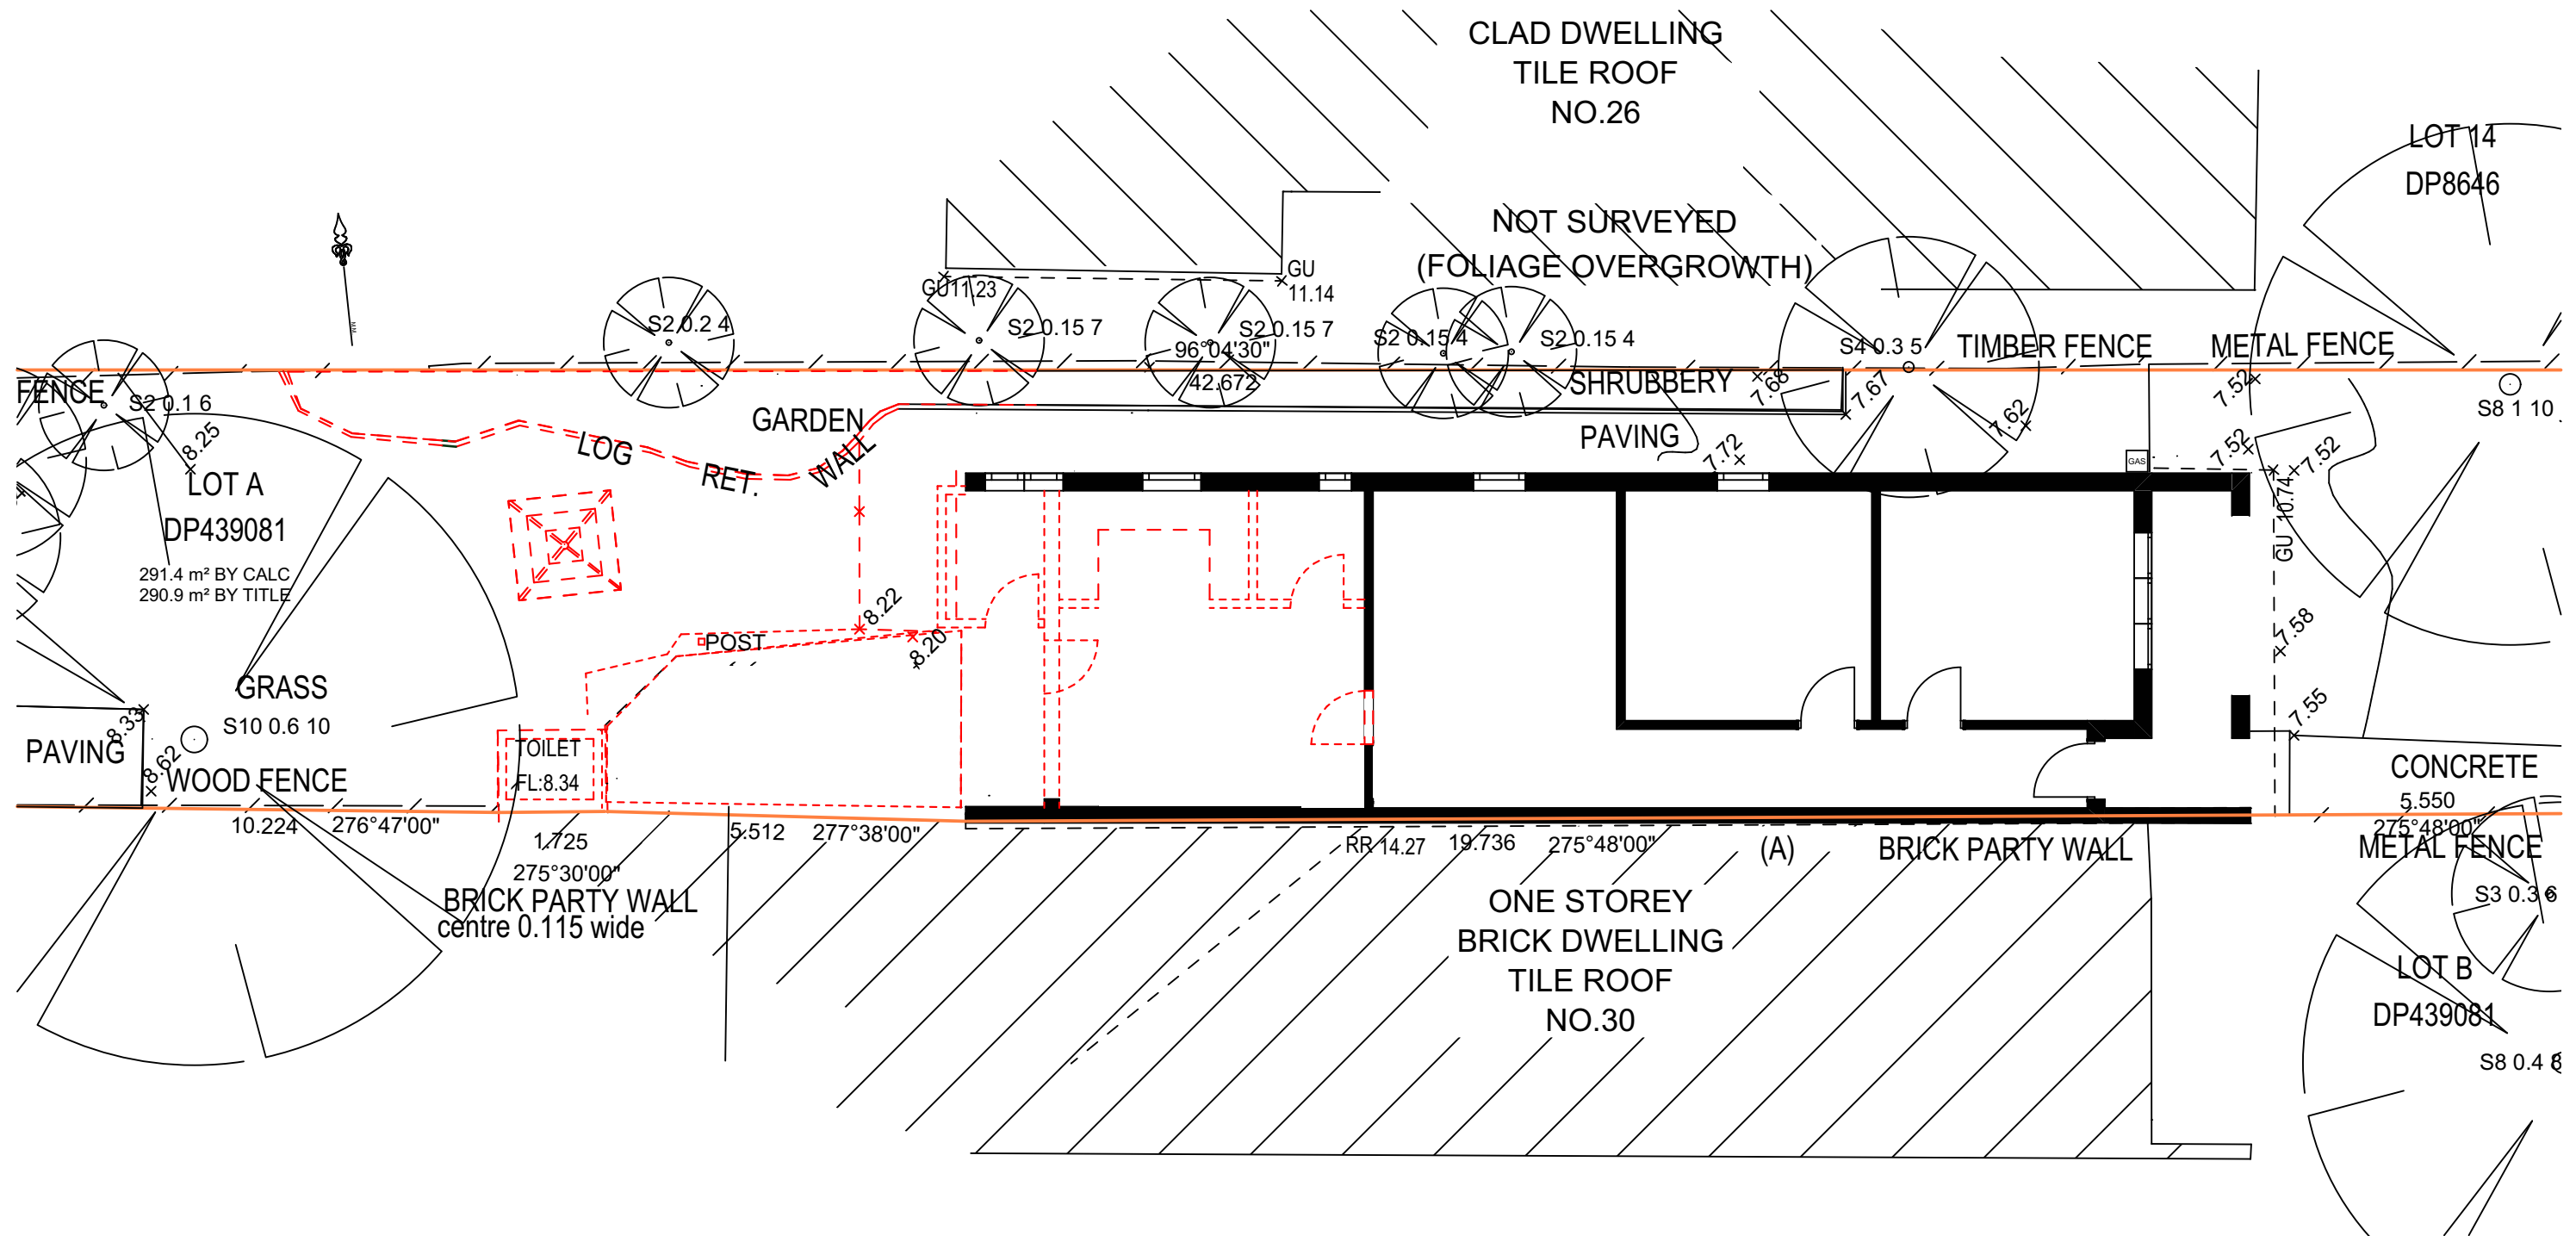 CLAD DWELLING
TILE ROOF
NO.26
LOT 14
DP8646
NOT SURVEYED
(FOLIAGE OVERGROWTH)
GU
11.14
GU11.23
S2 0.2 4
S2 0.15 7
S2 0.15 7
S2 0.15 4
S2 0.15 4
S4 0.3 5
TIMBER FENCE
METAL FENCE
96°04'30"
42.672
FENCE
S2 0.1 6
SHRUBBERY
7.68
7.67
7.62
7.52
S8 1 10
GARDEN
LOG
RET.
WALL
PAVING
7.72
7.52
7.52
8.25
GAS
LOT A
DP439081
GU 10.74
291.4 m² BY CALC
290.9 m² BY TITLE
8.22
8.20
POST
7.58
GRASS
S10 0.6 10
8.33
7.55
PAVING
8.62
TOILET
FL:8.34
WOOD FENCE
CONCRETE
10.224
276°47'00"
1.725
275°30'00"
5.512
277°38'00"
RR 14.27
19.736
275°48'00"
(A)
BRICK PARTY WALL
5.550
275°48'00"
METAL FENCE
BRICK PARTY WALL
centre 0.115 wide
S3 0.3 6
ONE STOREY
BRICK DWELLING
TILE ROOF
NO.30
LOT B
DP439081
S8 0.4 8